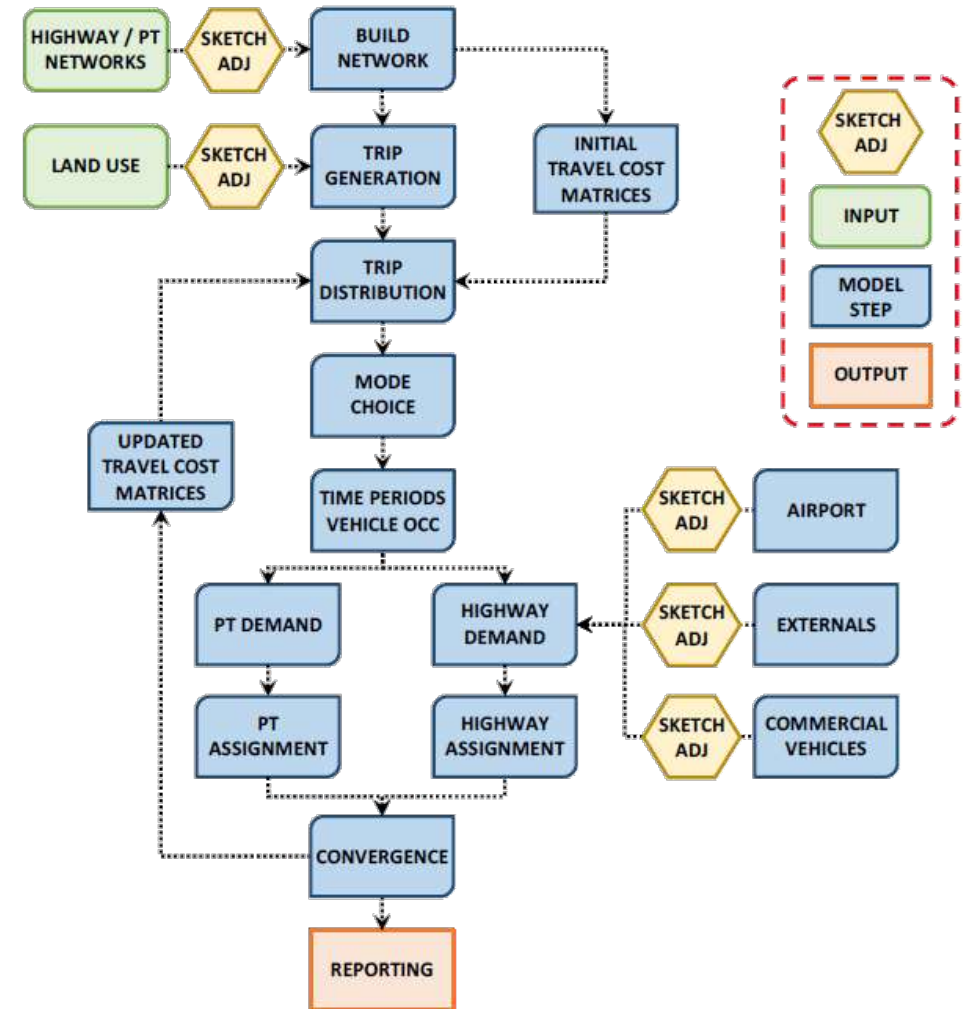 HIGHWAY / PT
NETWORKS
SKETCH
ADJ
BUILD
NETWORK
LAND USE
SKETCH
ADJ
TRIP
GENERATION
INITIAL
TRAVEL COST
MATRICES
TRIP
DISTRIBUTION
MODE
CHOICE
UPDATED
TRAVEL COST
MATRICES
TIME PERIODS
VEHICLE OCC
PT DEMAND
HIGHWAY
DEMAND
SKETCH
ADJ
AIRPORT
SKETCH
ADJ
EXTERNALS
SKETCH
ADJ
COMMERCIAL
VEHICLES
PT
ASSIGNMENT
HIGHWAY
ASSIGNMENT
CONVERGENCE
REPORTING
SKETCH
ADJ
INPUT
MODEL
STEP
OUTPUT